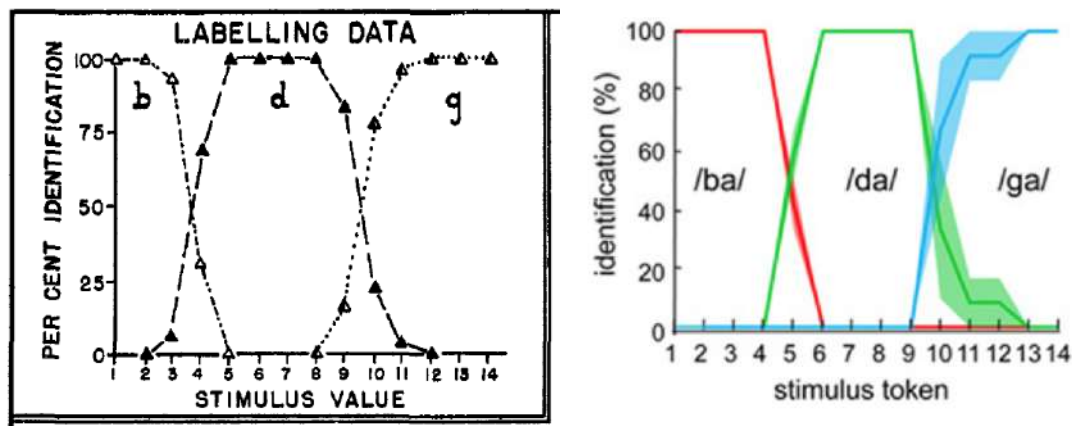 LABELLING DATA
100
75
50
25
0
b
d
g
PER CENT IDENTIFICATION
1 2 3 4 5 6 7 8 9 10 11 12 13 14
STIMULUS VALUE
100
80
60
40
20
0
/ba/
/da/
/ga/
identification (%)
1 2 3 4 5 6 7 8 9 10 11 12 13 14
stimulus token